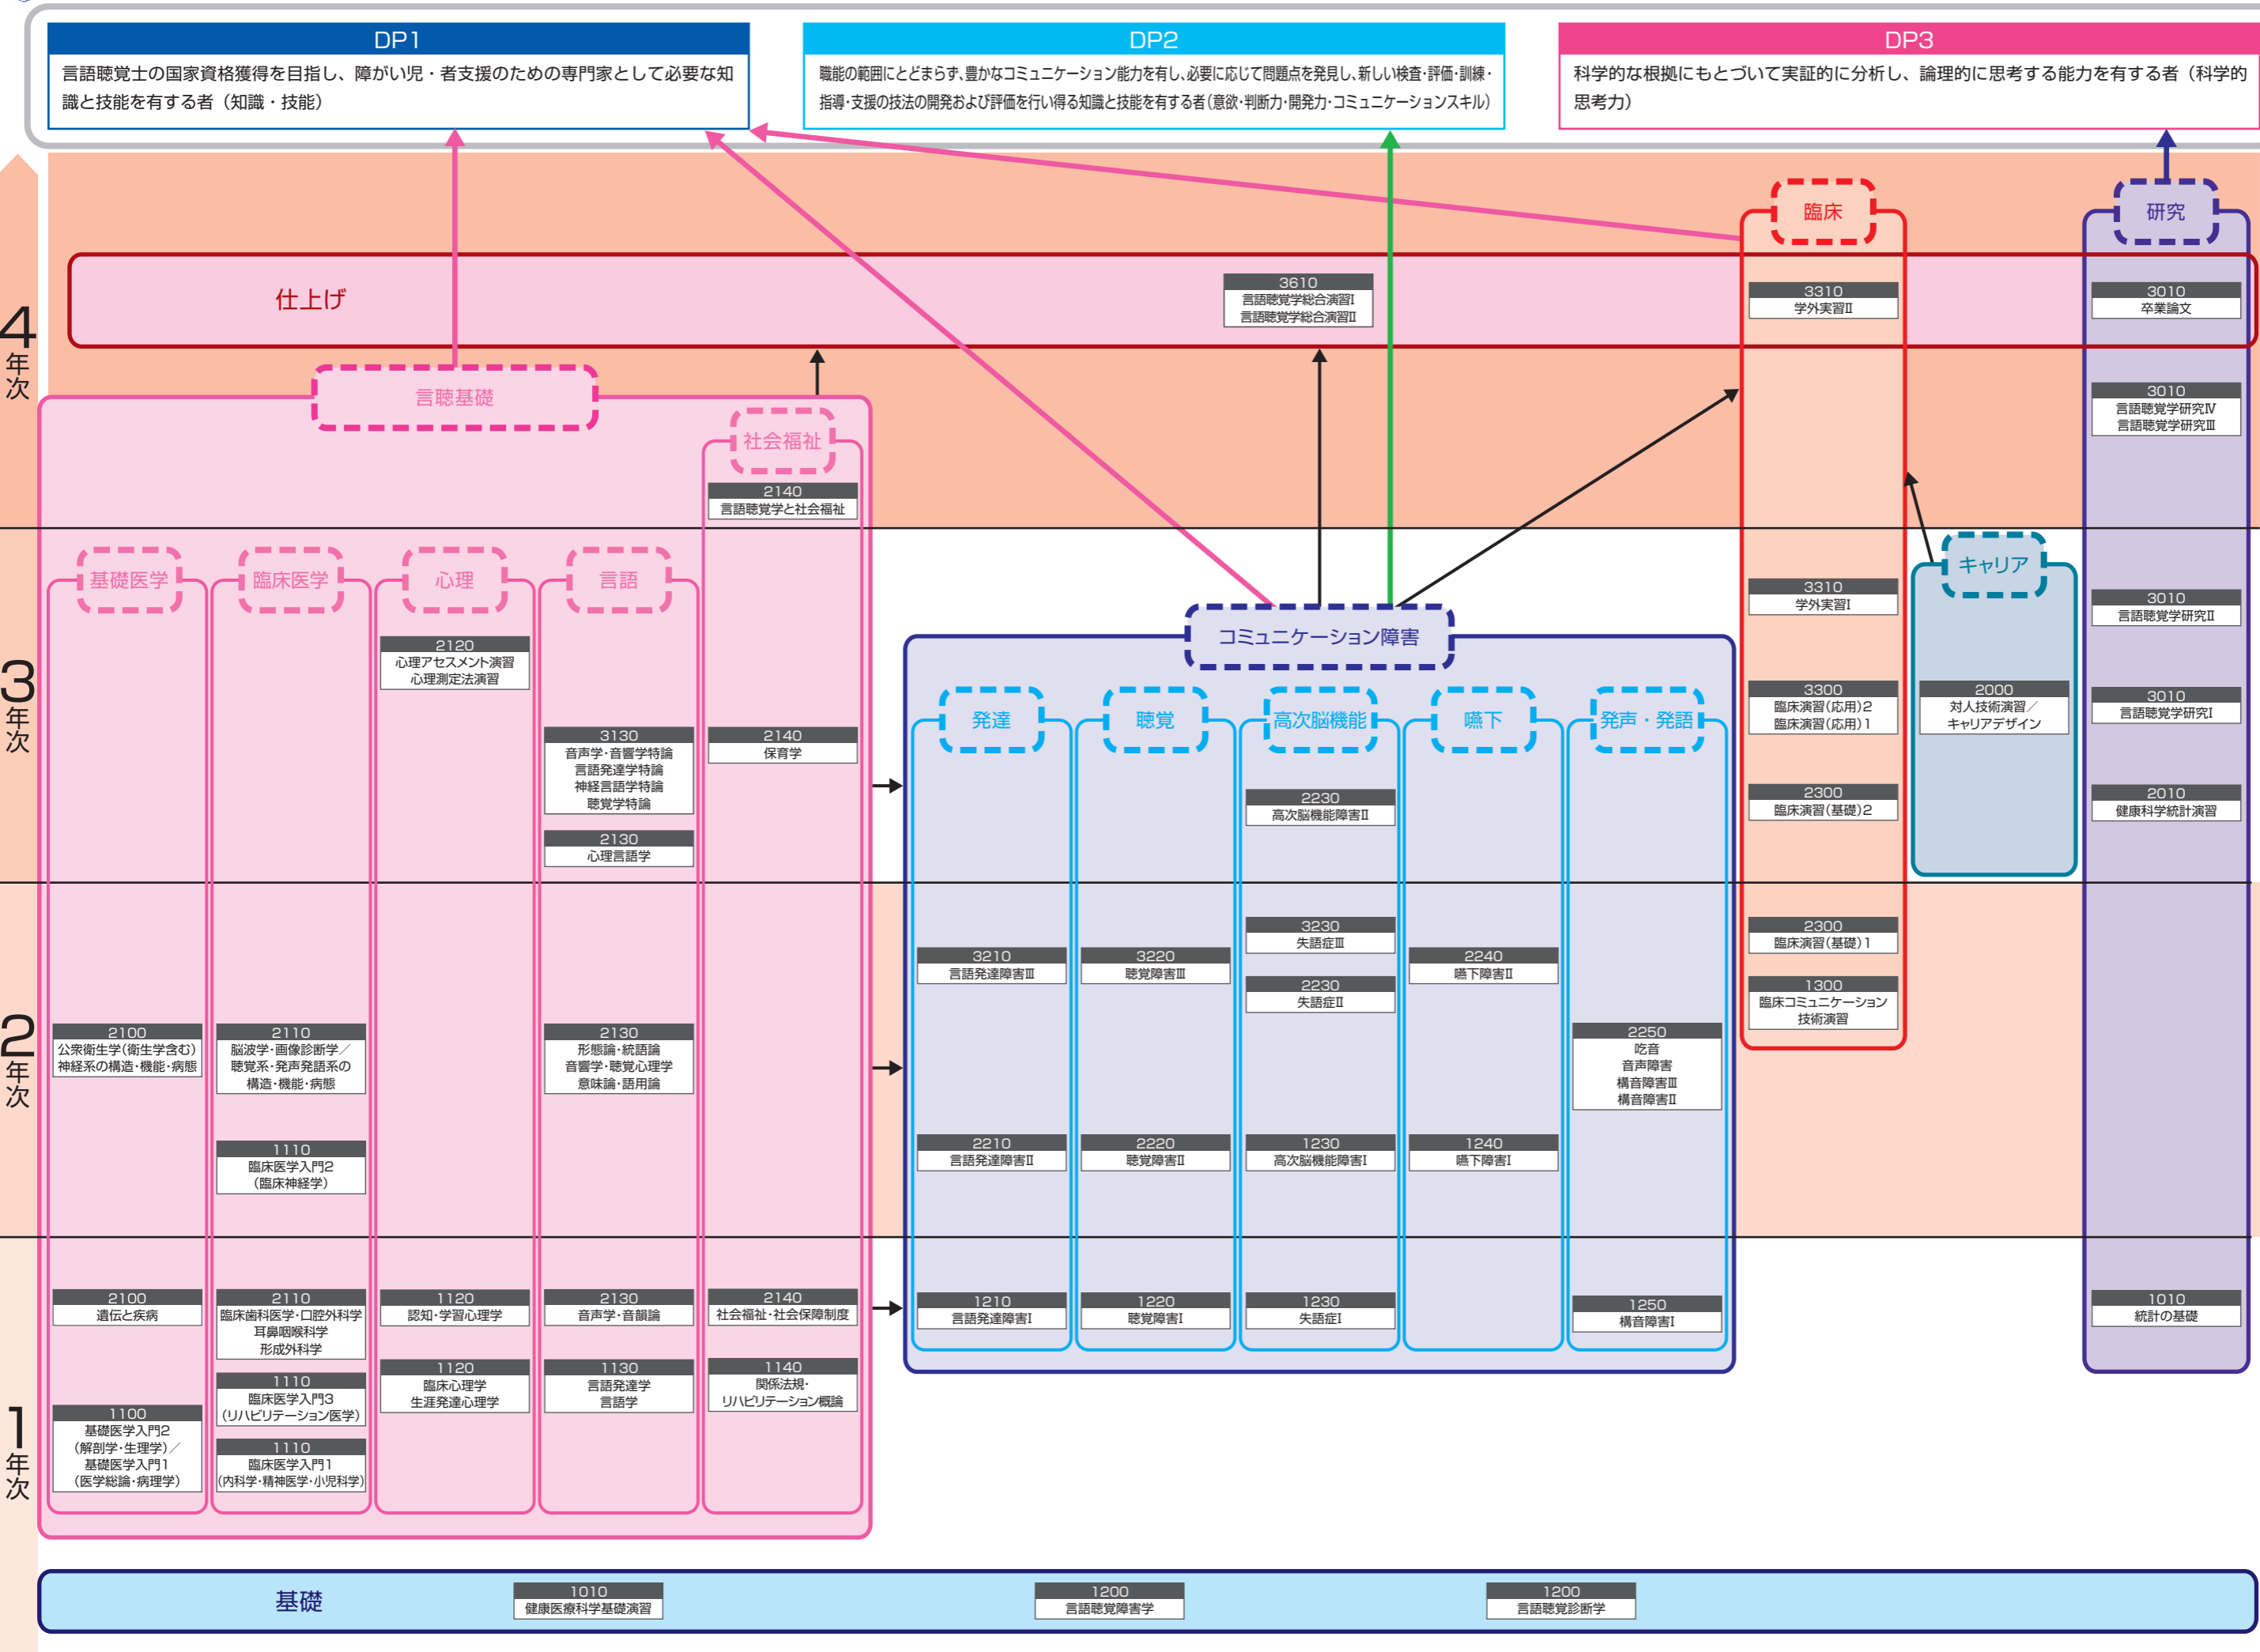 DP1
言語聴覚士の国家資格獲得を目指し、障がい児・者支援のための専門家として必要な知
識と技能を有する者（知識・技能）
DP2
職能の範囲にとどまらず、豊かなコミュニケーション能力を有し、必要に応じて問題点を発見し、新しい検査・評価・訓練・
指導・支援の技法の開発および評価を行い得る知識と技能を有する者（意欲・判断力・開発力・コミュニケーションスキル）
DP3
科学的な根拠にもとづいて実証的に分析し、論理的に思考する能力を有する者（科学的
思考力）
4年次
3年次
2年次
1年次
仕上げ
3610
言語聴覚学総合演習Ⅰ
言語聴覚学総合演習Ⅱ
言聴基礎
基礎医学
2100
公衆衛生学（衛生学含む）
神経系の構造・機能・病態
2100
遺伝と疾病
1100
基礎医学入門2
（解剖学・生理学）／
基礎医学入門1
（医学総論・病理学）
臨床医学
2110
脳波学・画像診断学／
聴覚系・発声発語系の
構造・機能・病態
1110
臨床医学入門2
（臨床神経学）
2110
臨床歯科医学・口腔外科学
耳鼻咽喉科学
形成外科学
1110
臨床医学入門3
（リハビリテーション医学）
1110
臨床医学入門1
（内科学・精神医学・小児科学）
心理
2120
心理アセスメント演習
心理測定法演習
1120
認知・学習心理学
1120
臨床心理学
生涯発達心理学
言語
3130
音声学・音響学特論
言語発達学特論
神経言語学特論
聴覚学特論
2130
心理言語学
2130
形態論・統語論
音響学・聴覚心理学
意味論・語用論
2130
音声学・音韻論
1130
言語発達学
言語学
社会福祉
2140
言語聴覚学と社会福祉
2140
保育学
2140
社会福祉・社会保障制度
1140
関係法規・
リハビリテーション概論
コミュニケーション障害
発達
3210
言語発達障害Ⅲ
2210
言語発達障害Ⅱ
1210
言語発達障害Ⅰ
聴覚
3220
聴覚障害Ⅲ
2220
聴覚障害Ⅱ
1220
聴覚障害Ⅰ
高次脳機能
2230
高次脳機能障害Ⅱ
3230
失語症Ⅲ
2230
失語症Ⅱ
1230
高次脳機能障害Ⅰ
1230
失語症Ⅰ
嚥下
2240
嚥下障害Ⅱ
1240
嚥下障害Ⅰ
発声・発語
2250
吃音
音声障害
構音障害Ⅲ
構音障害Ⅱ
1250
構音障害Ⅰ
臨床
3310
学外実習Ⅱ
3310
学外実習Ⅰ
3300
臨床演習（応用）2
臨床演習（応用）1
2300
臨床演習（基礎）2
2300
臨床演習（基礎）1
1300
臨床コミュニケーション
技術演習
キャリア
2000
対人技術演習／
キャリアデザイン
研究
3010
卒業論文
3010
言語聴覚学研究Ⅳ
言語聴覚学研究Ⅲ
3010
言語聴覚学研究Ⅱ
3010
言語聴覚学研究Ⅰ
2010
健康科学統計演習
1010
統計の基礎
基礎
1010
健康医療科学基礎演習
1200
言語聴覚障害学
1200
言語聴覚診断学